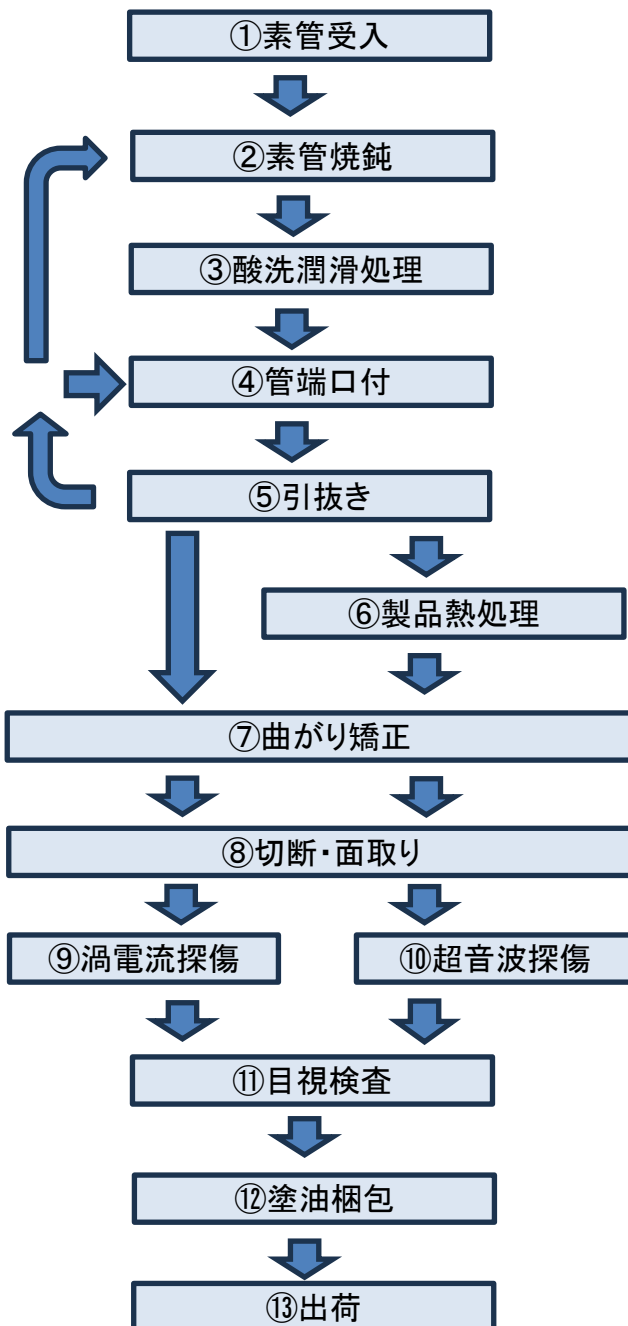 ①素管受入
②素管焼鈍
③酸洗潤滑処理
④管端口付
⑤引抜き
⑥製品熱処理
⑦曲がり矯正
⑧切断・面取り
⑨渦電流探傷
⑩超音波探傷
⑪目視検査
⑫塗油梱包
⑬出荷